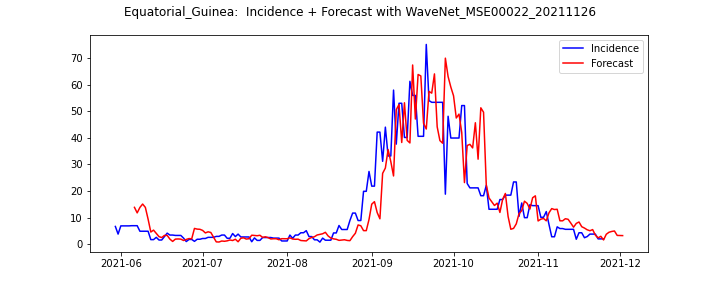 Equatorial_Guinea:  Incidence + Forecast with WaveNet_MSE00022_20211126
Incidence
Forecast
70
60
50
40
30
20
10
0
2021-06 2021-07 2021-08 2021-09 2021-10 2021-11 2021-12